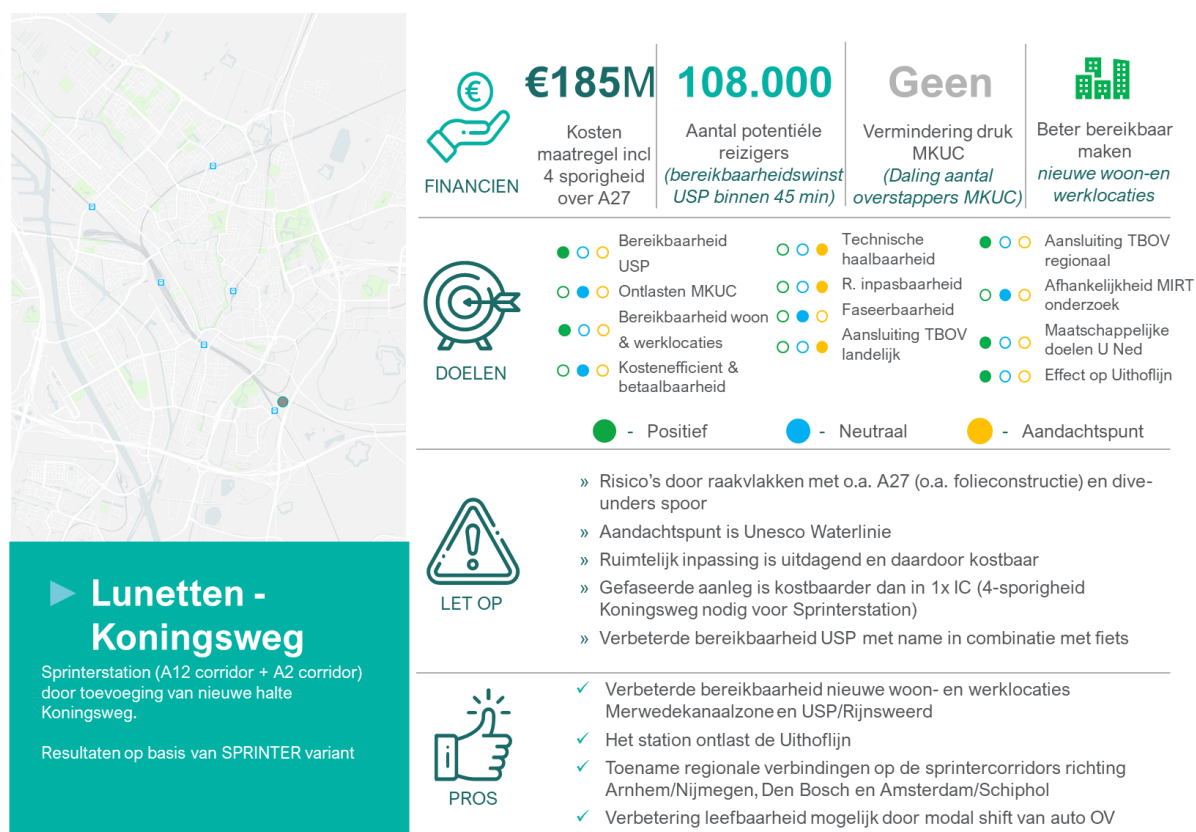 €185M
Kosten
maatregel incl
4 sporigheid
over A27
108.000
Aantal potentiéle
reizigers
(bereikbaarheidswinst
USP binnen 45 min)
Geen
Vermindering druk
MKUC
(Daling aantal
overstappers MKUC)
Beter bereikbaar
maken
nieuwe woon-en
werklocaties
FINANCIEN
Bereikbaarheid
USP
Ontlasten MKUC
Bereikbaarheid woon
& werklocaties
Kostenefficient &
betaalbaarheid
Technische
haalbaarheid
R. inpasbaarheid
Faseerbaarheid
Aansluiting TBOV
landelijk
Aansluiting TBOV
regionaal
Afhankelijkheid MIRT
onderzoek
Maatschappelijke
doelen U Ned
Effect op Uithoflijn
DOELEN
- Positief
- Neutraal
- Aandachtspunt
» Risico's door raakvlakken met o.a. A27 (o.a. folieconstructie) en dive-
unders spoor
» Aandachtspunt is Unesco Waterlinie
» Ruimtelijk inpassing is uitdagend en daardoor kostbaar
» Gefaseerde aanleg is kostbaarder dan in 1x IC (4-sporigheid
Koningsweg nodig voor Sprinterstation)
» Verbeterde bereikbaarheid USP met name in combinatie met fiets
LET OP
Lunetten -
Koningsweg
Sprinterstation (A12 corridor + A2 corridor)
door toevoeging van nieuwe halte
Koningsweg.
Resultaten op basis van SPRINTER variant
✓ Verbeterde bereikbaarheid nieuwe woon- en werklocaties
Merwedekanaalzone en USP/Rijnsweerd
✓ Het station ontlast de Uithoflijn
✓ Toename regionale verbindingen op de sprintercorridors richting
Arnhem/Nijmegen, Den Bosch en Amsterdam/Schiphol
✓ Verbetering leefbaarheid mogelijk door modal shift van auto OV
PROS